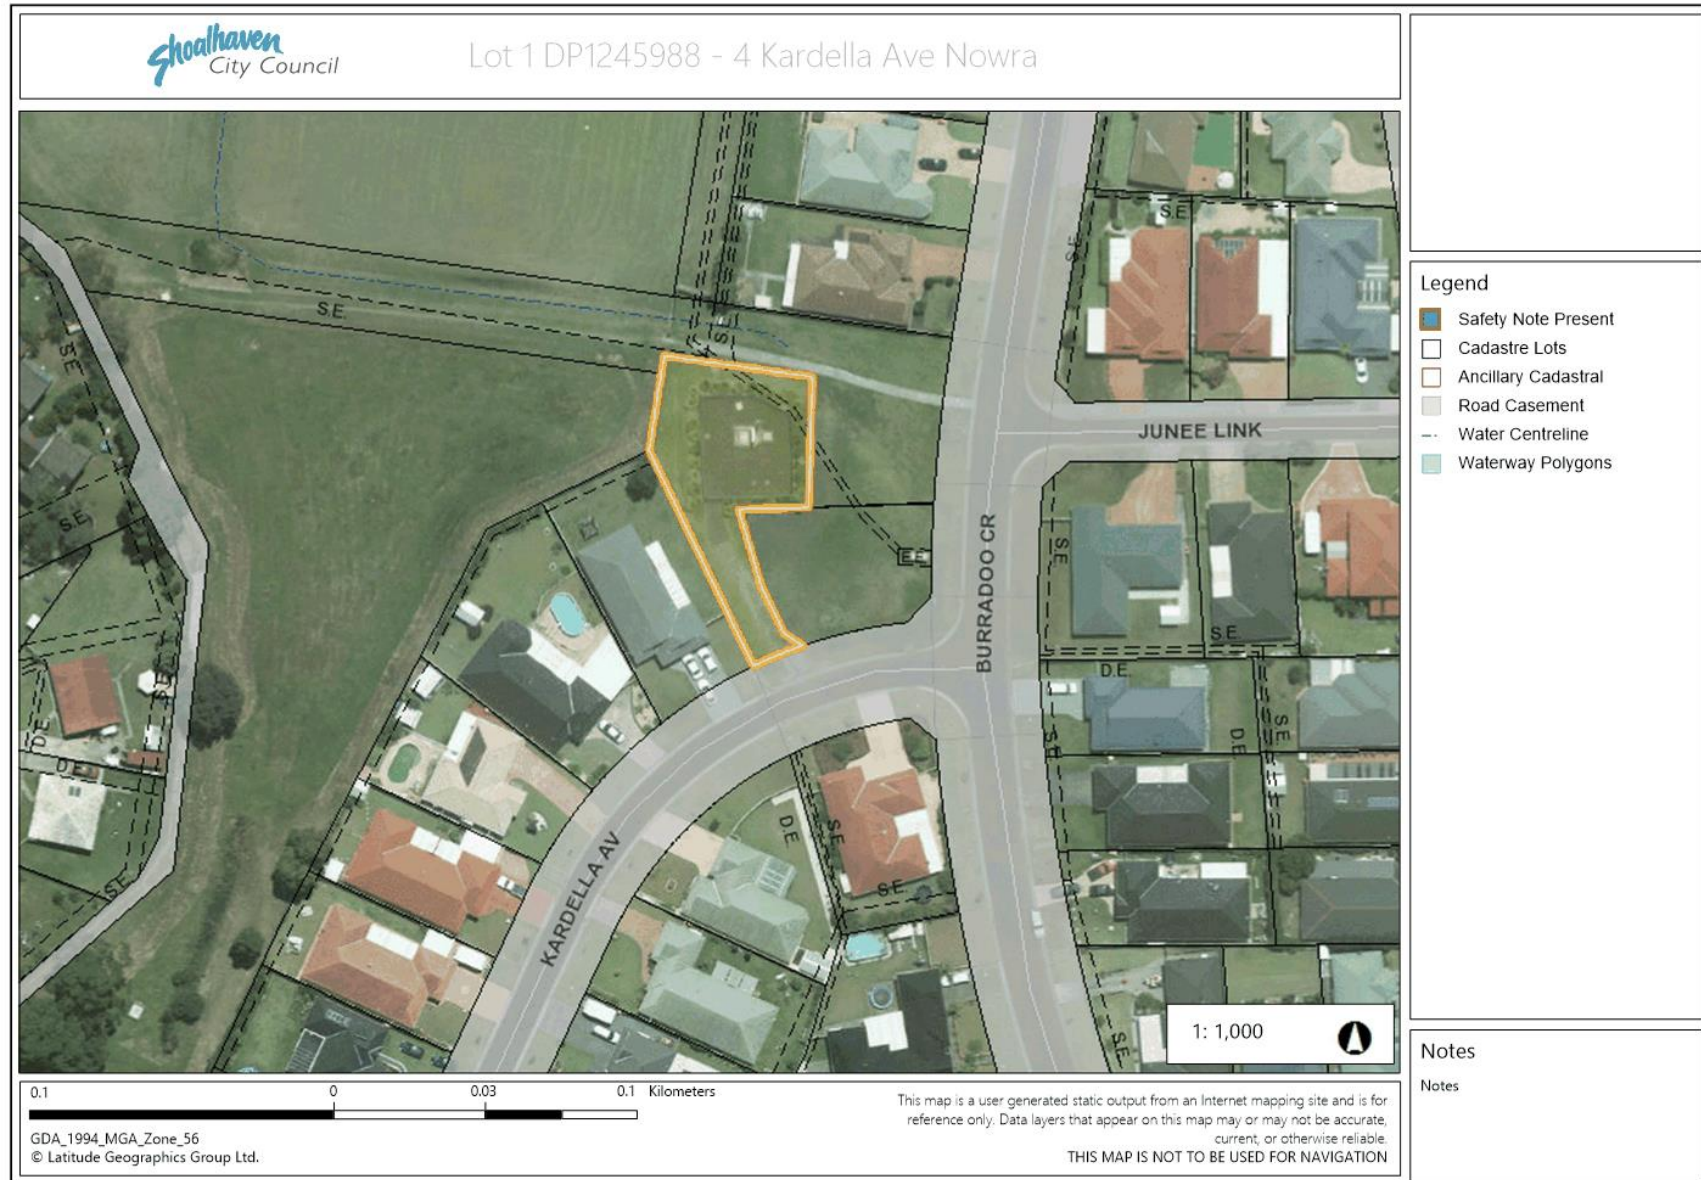 Shoalhaven
City Council
Lot 1 DP1245988 - 4 Kardella Ave Nowra
S.E.
S.E.
S.E.
S.E.
S.E.
JUNEE LINK
S.E.
E.E.
S.E.
BURRADOO CR
S.E.
D.E.
S.E.
D.E.
S.E.
D.E.
S.E.
D.E.
D.E.
S.E.
S.E.
KARDELLA AV
S.E.
S.E.
1: 1,000
Legend
Safety Note Present
Cadastre Lots
Ancillary Cadastral
Road Casement
Water Centreline
Waterway Polygons
Notes
Notes
0.1 0 0.03 0.1 Kilometers
GDA_1994_MGA_Zone_56
© Latitude Geographics Group Ltd.
This map is a user generated static output from an Internet mapping site and is for
reference only. Data layers that appear on this map may or may not be accurate,
current, or otherwise reliable.
THIS MAP IS NOT TO BE USED FOR NAVIGATION